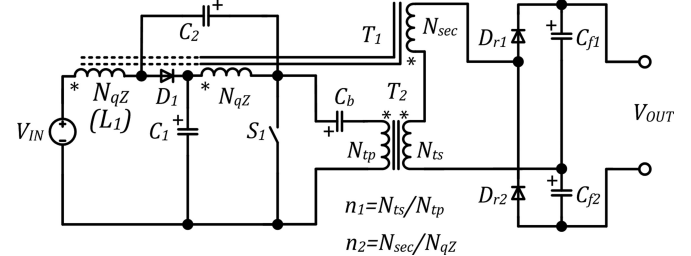 C2
T1
Nsec
Dr1
Cf1
*
* NqZ
(L1)
D1
* NqZ
Cb
T2
* *
VOUT
VIN
C1
S1
Ntp
Nts
Dr2
Cf2
n1=Nts/Ntp
n2=Nsec/NqZ